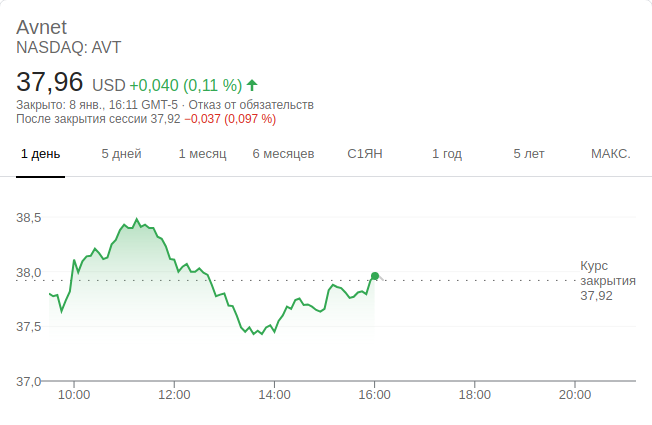 Avnet
NASDAQ: AVT
37,96 USD +0,040 (0,11 %)
Закрыто: 8 янв., 16:11 GMT-5 · Отказ от обязательств
После закрытия сессии 37,92 −0,037 (0,097 %)
1 день 5 дней 1 месяц 6 месяцев С1ЯН 1 год 5 лет МАКС.
38,5
38,0
37,5
37,0
Курс
закрытия
37,92
10:00 12:00 14:00 16:00 18:00 20:00